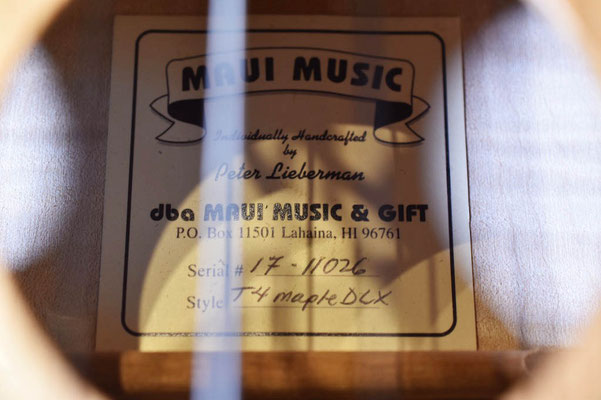 MAUI MUSIC
Individually Handcrafted
by
Peter Lieberman
dba MAUI MUSIC & GIFT
P.O. Box 11501 Lahaina, HI 96761
Serial # 17-11026
Style T4 maple DLX